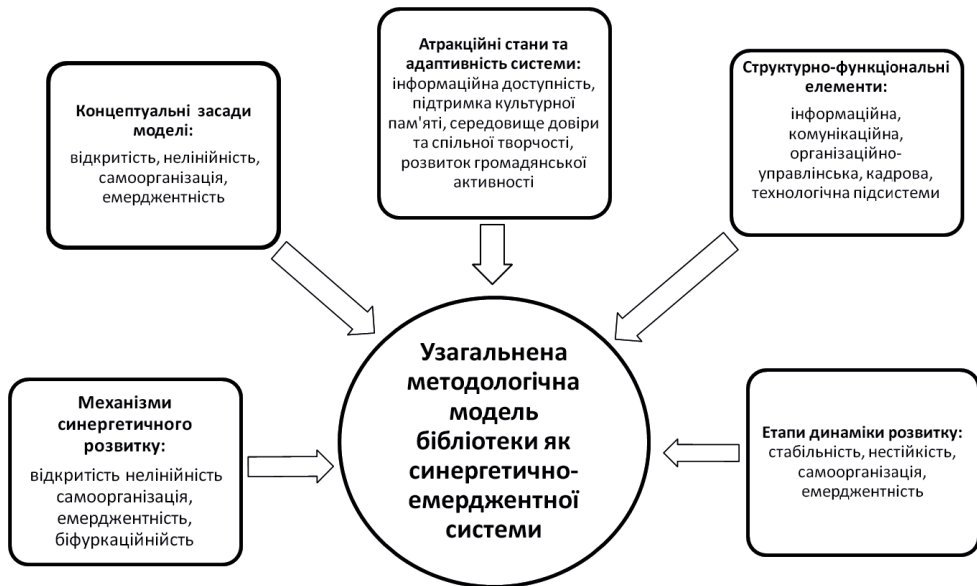 Концептуальні засади
моделі:
відкритість, нелінійність,
самоорганізація,
емерджентність
Атракційні стани та
адаптивність системи:
інформаційна доступність,
підтримка культурної
пам'яті, середовище довіри
та спільної творчості,
розвиток громадянської
активності
Структурно-функціональні
елементи:
інформаційна,
комунікаційна,
організаційно-
управлінська, кадрова,
технологічна підсистеми
Механізми
синергетичного
розвитку:
відкритість нелінійність
самоорганізація,
емерджентність,
біфуркаційнійсть
Узагальнена
методологічна
модель
бібліотеки як
синергетично-
емерджентної
системи
Етапи динаміки розвитку:
стабільність, нестійкість,
самоорганізація,
емерджентність